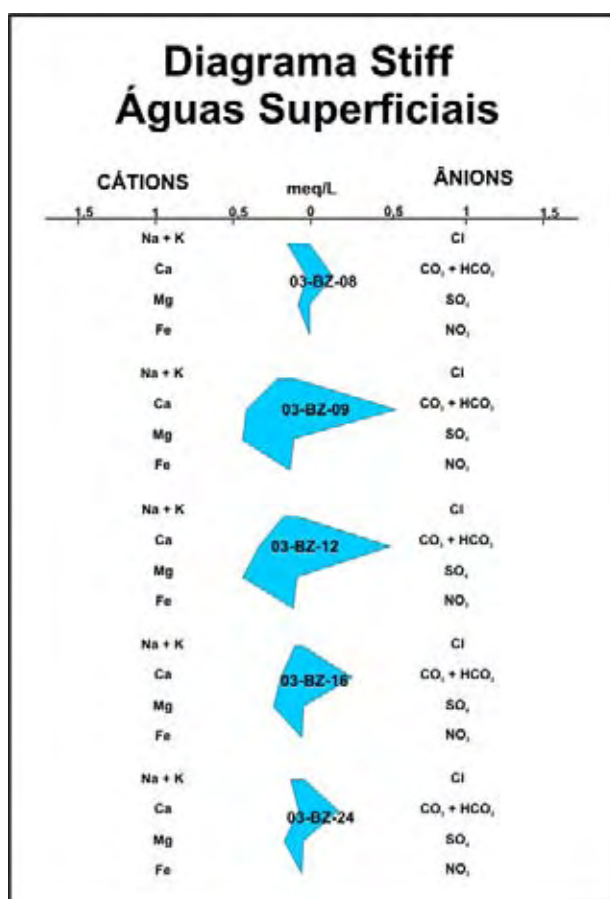 Diagrama Stiff
Águas Superficiais
CÁTIONS meq/L ÂNIONS
1,5 1 0,5 0 0,5 1 1,5
Na + K Cl
Ca CO₃ + HCO₃
03-BZ-08
Mg SO₄
Fe NO₃
Na + K Cl
Ca 03-BZ-09 CO₃ + HCO₃
Mg SO₄
Fe NO₃
Na + K Cl
Ca 03-BZ-12 CO₃ + HCO₃
Mg SO₄
Fe NO₃
Na + K Cl
Ca 03-BZ-16 CO₃ + HCO₃
Mg SO₄
Fe NO₃
Na + K Cl
Ca 03-BZ-24 CO₃ + HCO₃
Mg SO₄
Fe NO₃